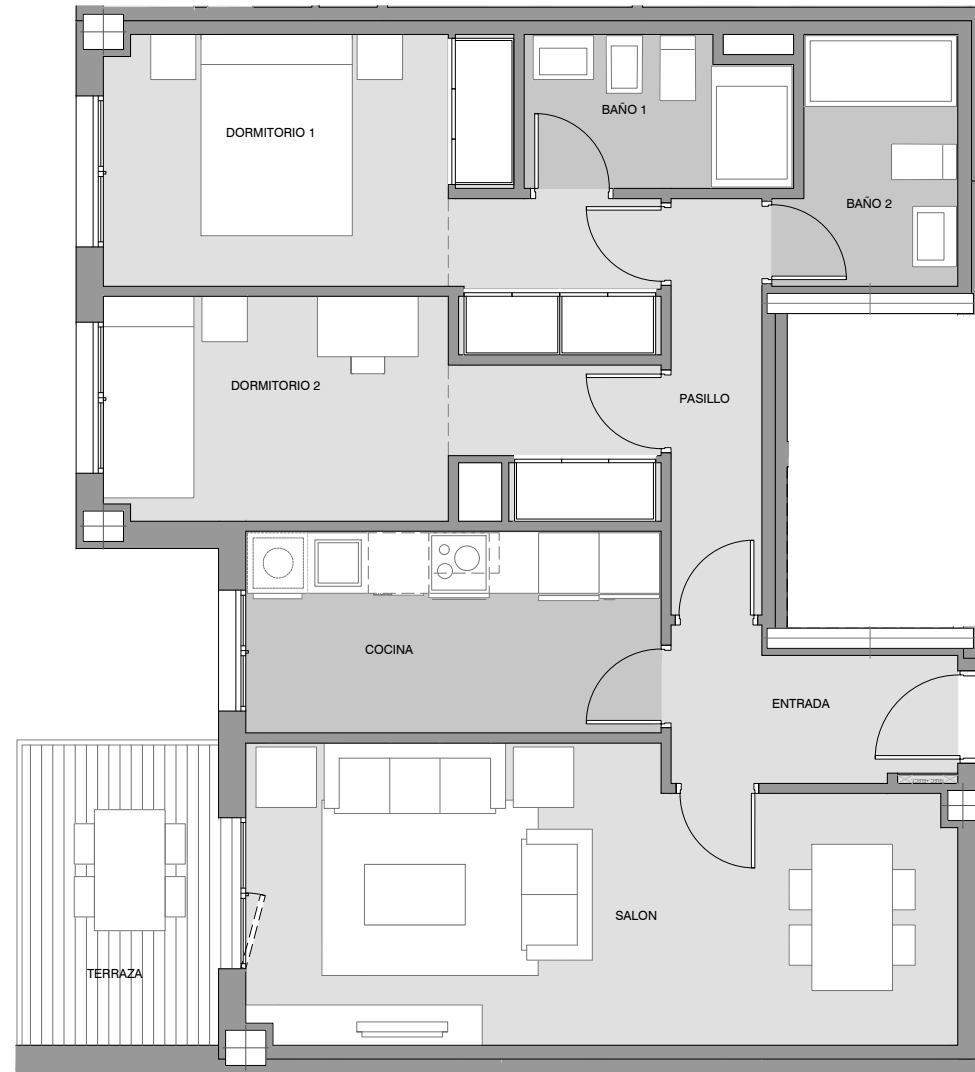 DORMITORIO 1
BAÑO 1
BAÑO 2
DORMITORIO 2
PASILLO
COCINA
ENTRADA
SALON
TERRAZA